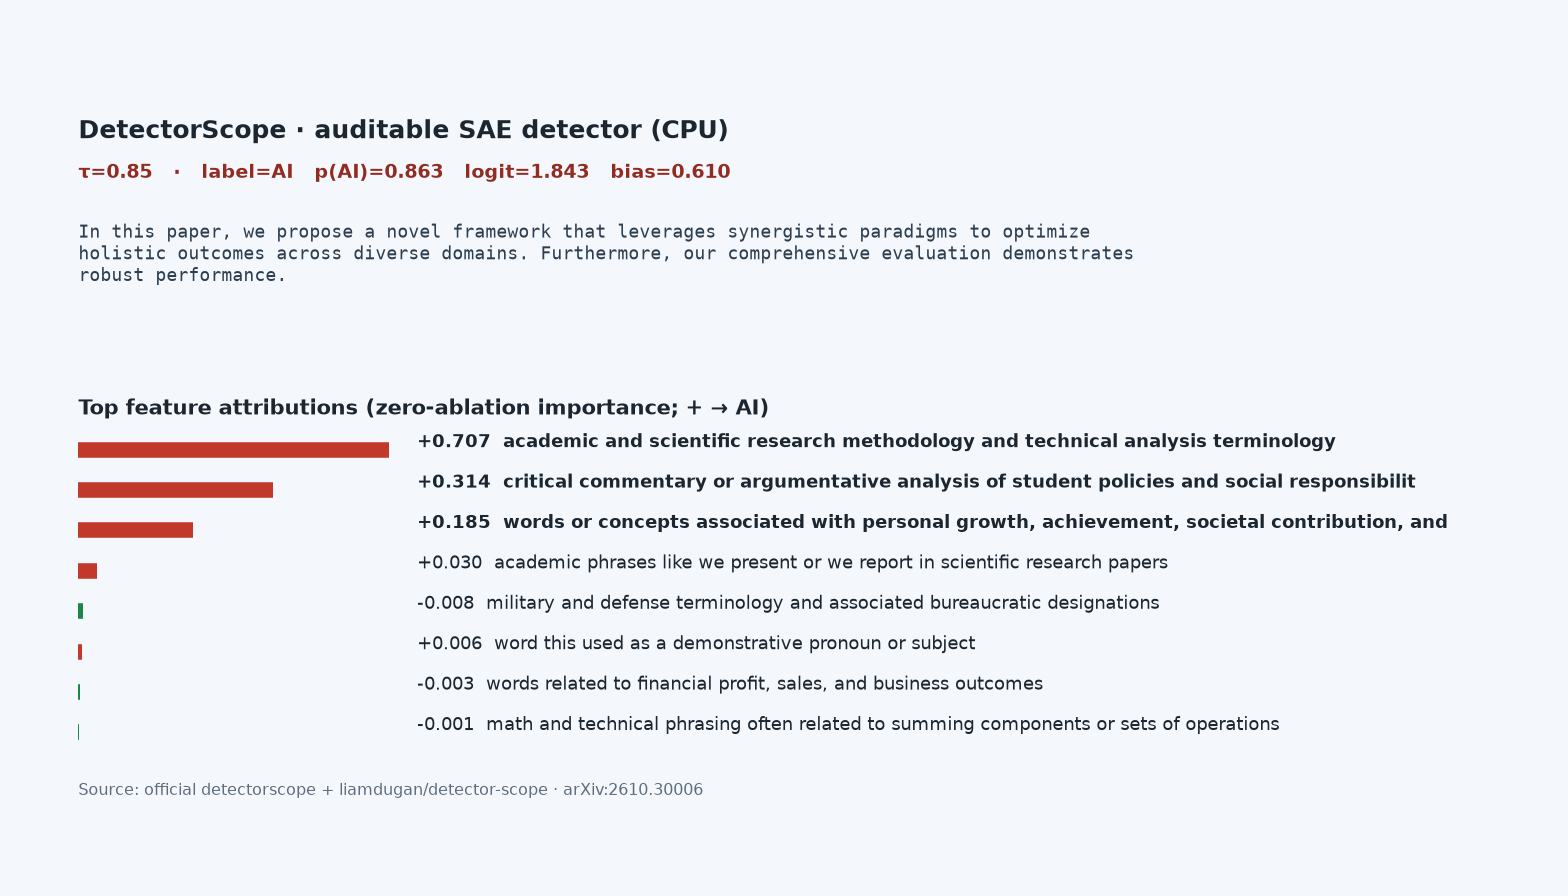 DetectorScope · auditable SAE detector (CPU)
τ=0.85 · label=AI p(AI)=0.863 logit=1.843 bias=0.610
In this paper, we propose a novel framework that leverages synergistic paradigms to optimize
holistic outcomes across diverse domains. Furthermore, our comprehensive evaluation demonstrates
robust performance.
Top feature attributions (zero-ablation importance; + → AI)
+0.707 academic and scientific research methodology and technical analysis terminology
+0.314 critical commentary or argumentative analysis of student policies and social responsibilit
+0.185 words or concepts associated with personal growth, achievement, societal contribution, and
+0.030 academic phrases like we present or we report in scientific research papers
-0.008 military and defense terminology and associated bureaucratic designations
+0.006 word this used as a demonstrative pronoun or subject
-0.003 words related to financial profit, sales, and business outcomes
-0.001 math and technical phrasing often related to summing components or sets of operations
Source: official detectorscope + liamdugan/detector-scope · arXiv:2610.30006